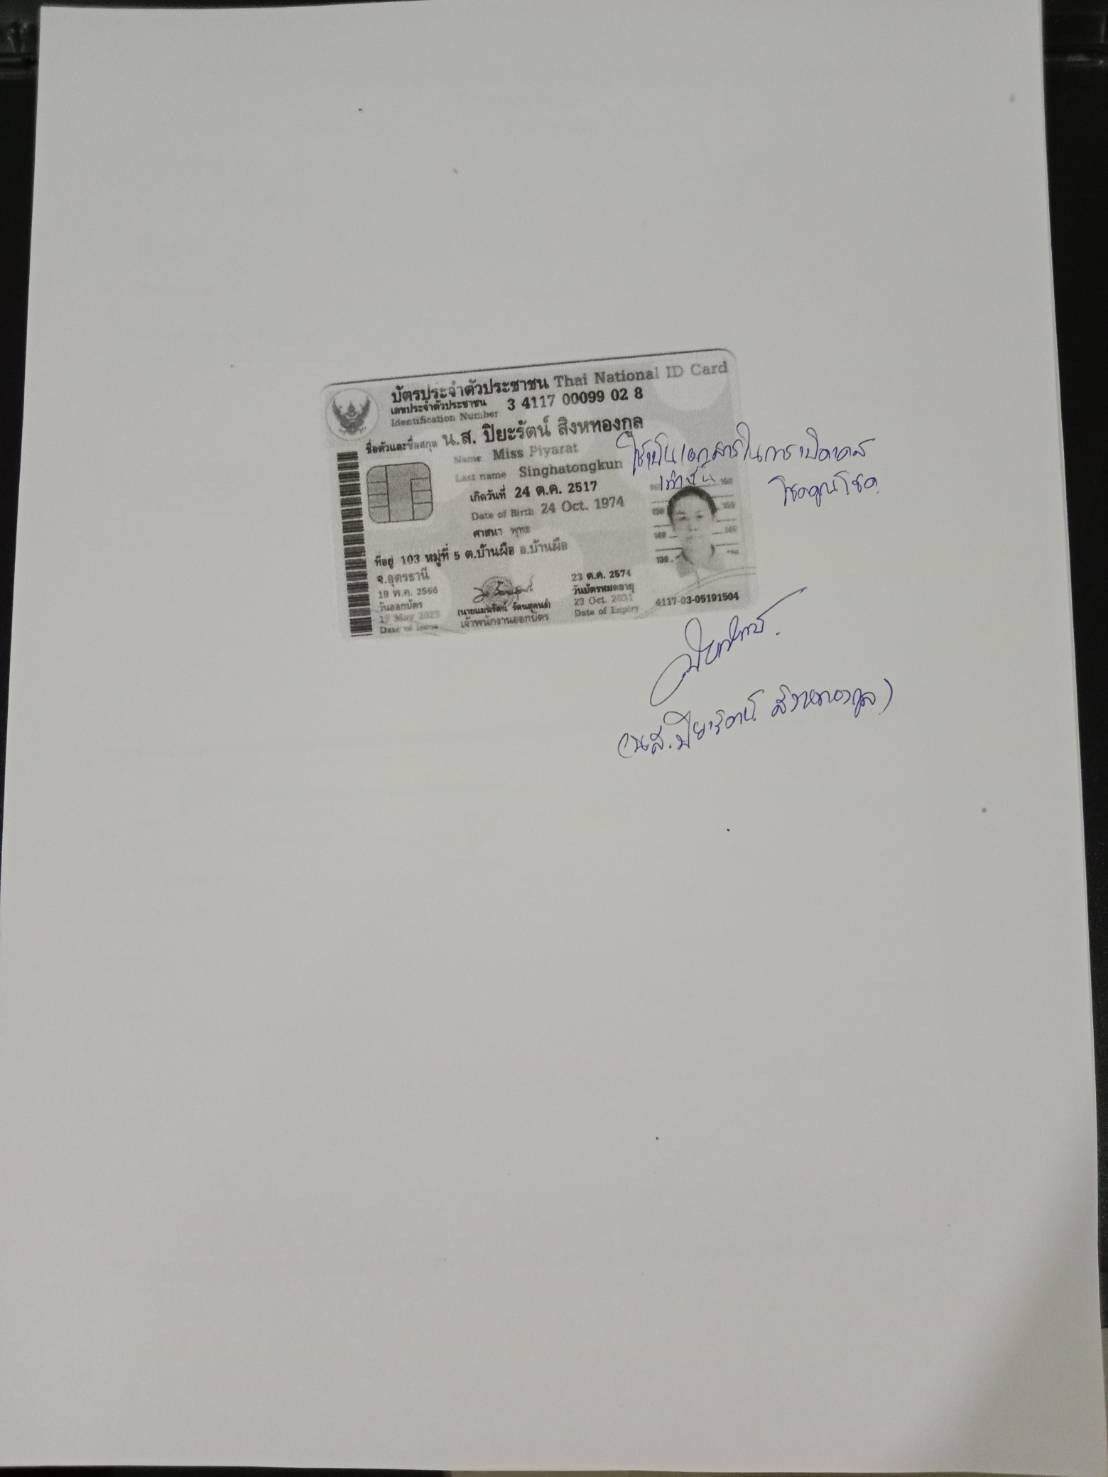 บัตรประจำตัวประชาชน Thai National ID Card
เลขประจำตัวประชาชน 3 4117 00099 02 8
Identification Number
ชื่อตัวและชื่อสกุล น.ส. ปิยะรัตน์ สิงหทองกูล
Name Miss Piyarat
Last name Singhatongkun
เกิดวันที่ 24 ต.ค. 2517
Date of Birth 24 Oct. 1974
ศาสนา พุทธ
ที่อยู่ 103 หมู่ที่ 5 ต.บ้านผือ อ.บ้านผือ
จ.อุดรธานี
19 พ.ค. 2566
วันออกบัตร
19 May 2023
Date of Issue
เจ้าพนักงานออกบัตร
23 ต.ค. 2574
วันบัตรหมดอายุ
23 Oct. 2031
Date of Expiry
4117-03-05191504
ใช้เป็นเอกสารในการเปิดเคส
เท่านั้น
(น.ส.ปิยะรัตน์ สิงหทองกูล)